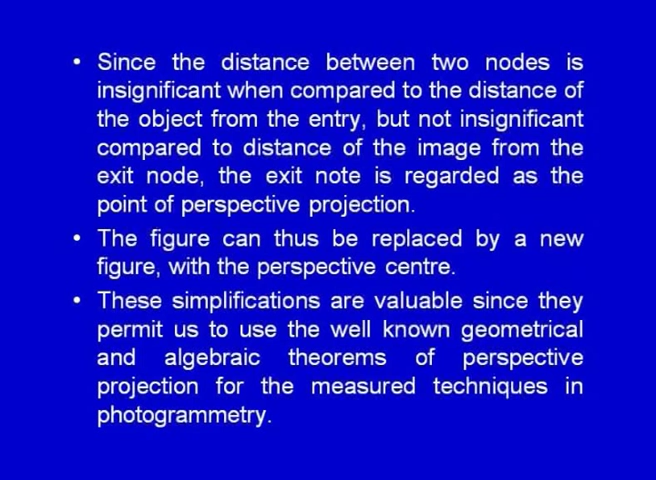 • Since the distance between two nodes is
insignificant when compared to the distance of
the object from the entry, but not insignificant
compared to distance of the image from the
exit node, the exit note is regarded as the
point of perspective projection.
• The figure can thus be replaced by a new
figure, with the perspective centre.
• These simplifications are valuable since they
permit us to use the well known geometrical
and algebraic theorems of perspective
projection for the measured techniques in
photogrammetry.